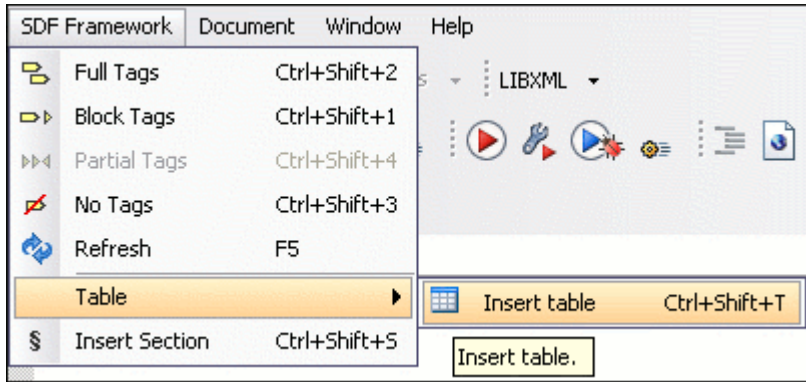 SDF Framework Document Window Help
Full Tags Ctrl+Shift+2
LIBXML
Block Tags Ctrl+Shift+1
Partial Tags Ctrl+Shift+4
No Tags Ctrl+Shift+3
Refresh F5
Table
Insert table Ctrl+Shift+T
§ Insert Section Ctrl+Shift+S
Insert table.